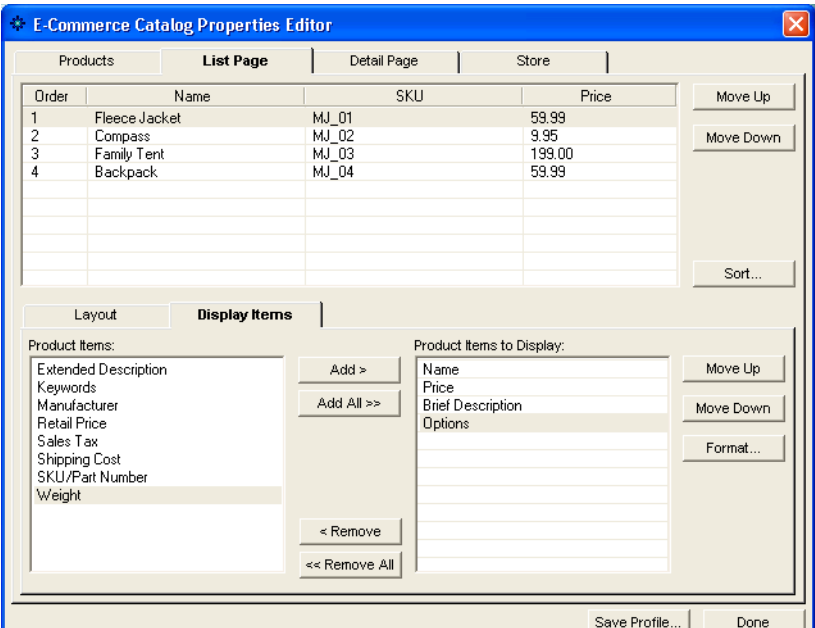 E-Commerce Catalog Properties Editor
Products List Page Detail Page Store
Order Name SKU Price
1 Fleece Jacket MJ_01 59.99
2 Compass MJ_02 9.95
3 Family Tent MJ_03 199.00
4 Backpack MJ_04 59.99
Move Up
Move Down
Sort...
Layout Display Items
Product Items:
Extended Description
Keywords
Manufacturer
Retail Price
Sales Tax
Shipping Cost
SKU/Part Number
Weight
Add >
Add All >>
< Remove
<< Remove All
Product Items to Display:
Name
Price
Brief Description
Options
Move Up
Move Down
Format...
Save Profile... Done